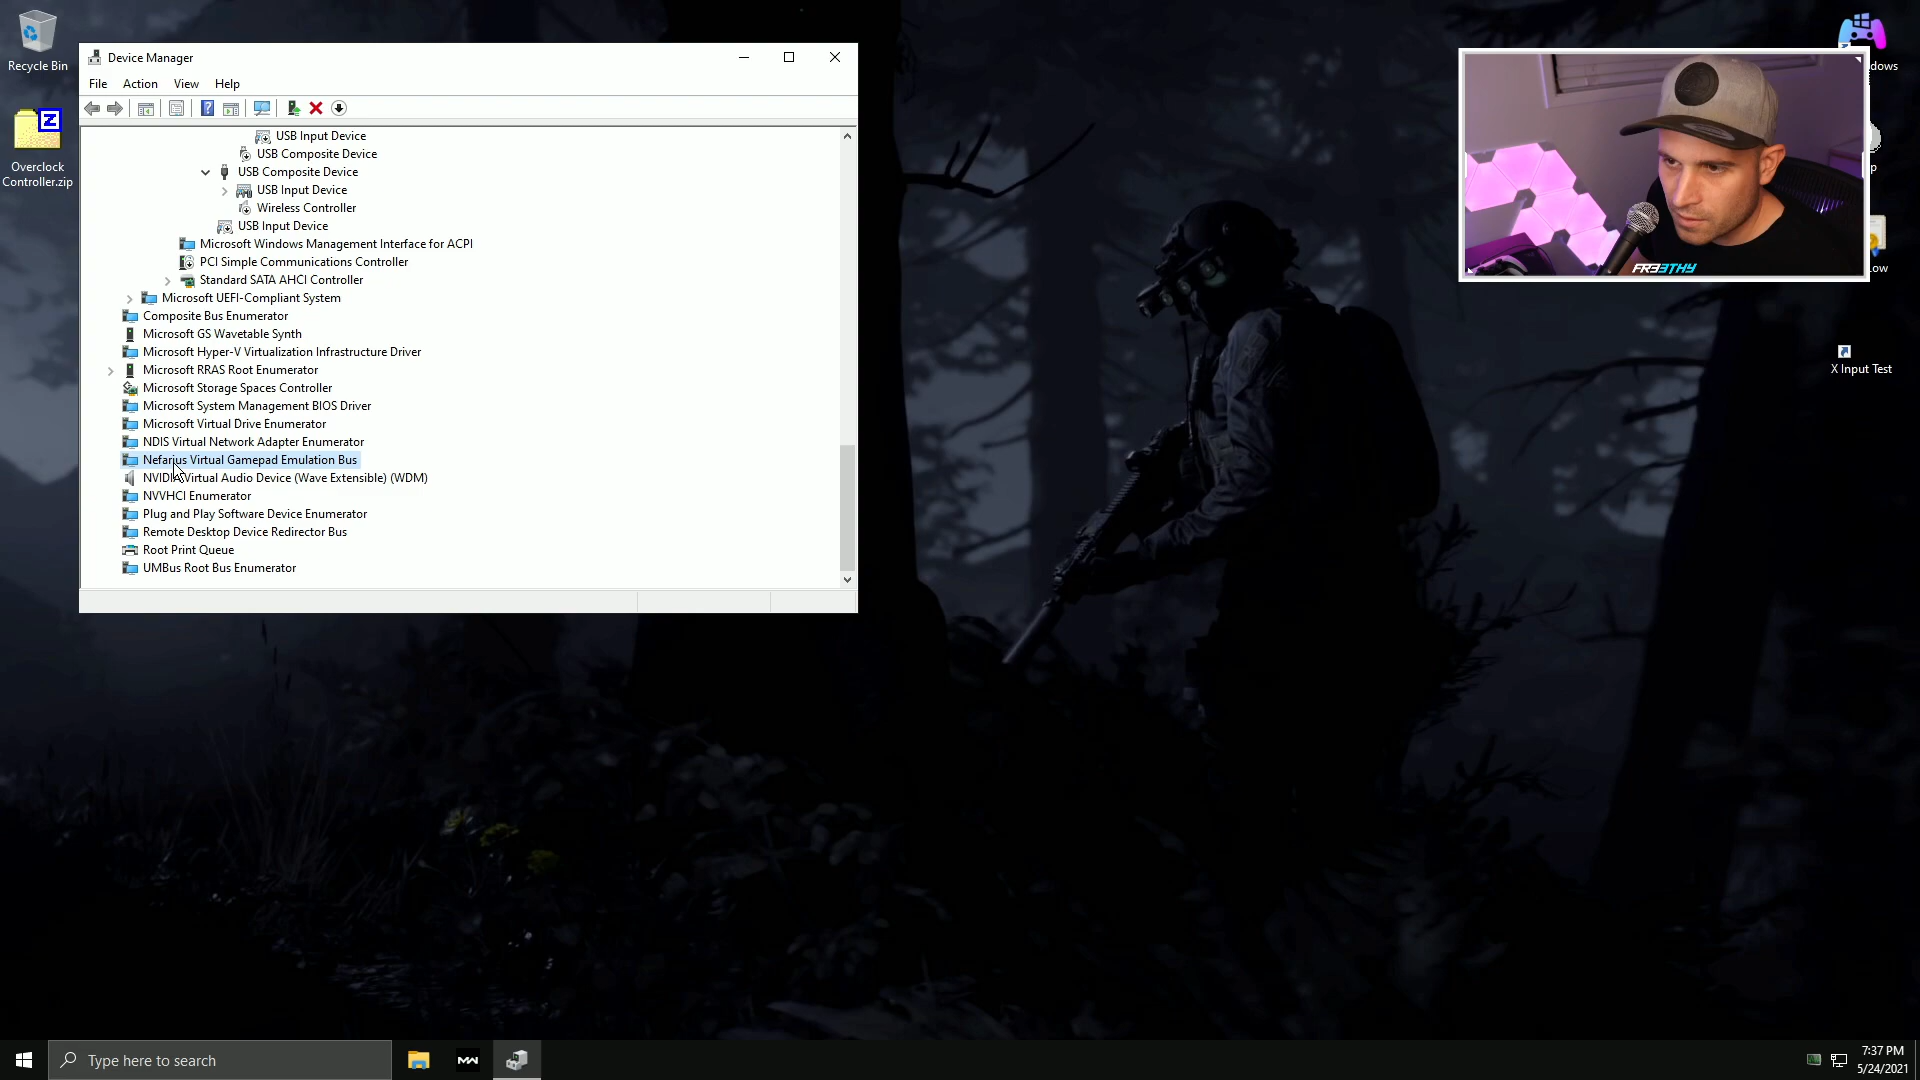 Recycle Bin
Overclock
Controller.zip
Device Manager
File Action View Help
USB Input Device
USB Composite Device
USB Composite Device
USB Input Device
Wireless Controller
USB Input Device
Microsoft Windows Management Interface for ACPI
PCI Simple Communications Controller
Standard SATA AHCI Controller
Microsoft UEFI-Compliant System
Composite Bus Enumerator
Microsoft GS Wavetable Synth
Microsoft Hyper-V Virtualization Infrastructure Driver
Microsoft RRAS Root Enumerator
Microsoft Storage Spaces Controller
Microsoft System Management BIOS Driver
Microsoft Virtual Drive Enumerator
NDIS Virtual Network Adapter Enumerator
Nefarius Virtual Gamepad Emulation Bus
NVIDIA Virtual Audio Device (Wave Extensible) (WDM)
NVVHCI Enumerator
Plug and Play Software Device Enumerator
Remote Desktop Device Redirector Bus
Root Print Queue
UMBus Root Bus Enumerator
FR33THY
X Input Test
Type here to search
MW
7:37 PM
5/24/2021